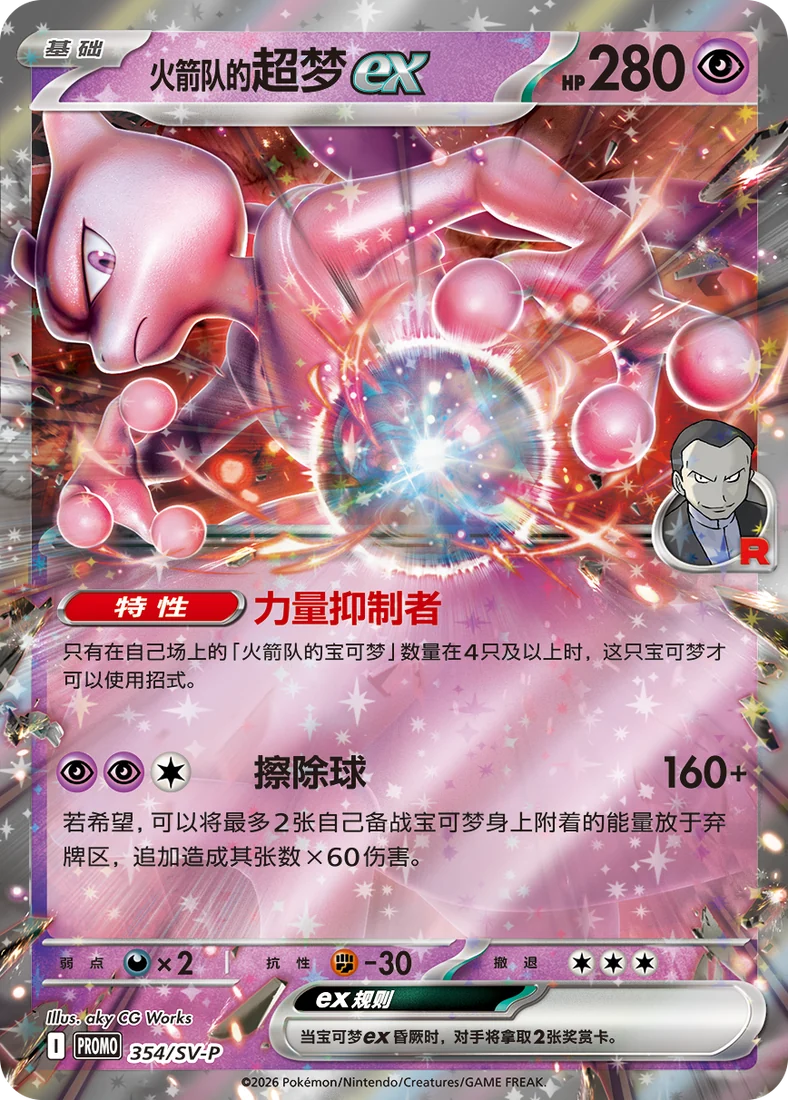 基础 火箭队的超梦ex HP280
R
特性 力量抑制者
只有在自己场上的「火箭队的宝可梦」数量在4只及以上时，这只宝可梦才
可以使用招式。
擦除球 160+
若希望，可以将最多2张自己备战宝可梦身上附着的能量放于弃
牌区，追加造成其张数×60伤害。
弱点 ×2 抗性 -30 撤退
ex规则
当宝可梦ex昏厥时，对手将拿取2张奖赏卡。
Illus. aky CG Works
I PROMO 354/SV-P
©2026 Pokémon/Nintendo/Creatures/GAME FREAK.